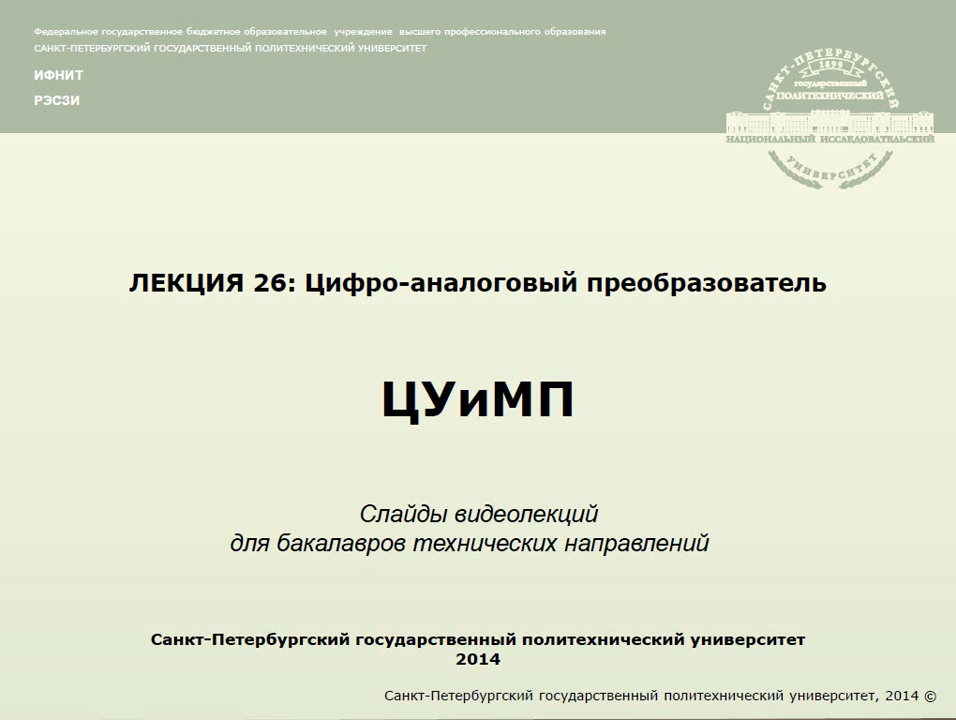 Федеральное государственное бюджетное образовательное учреждение высшего профессионального образования
САНКТ-ПЕТЕРБУРГСКИЙ ГОСУДАРСТВЕННЫЙ ПОЛИТЕХНИЧЕСКИЙ УНИВЕРСИТЕТ
ИФНИТ
РЭСЗИ
САНКТ-ПЕТЕРБУРГСКИЙ
1899
государственный
ПОЛИТЕХНИЧЕСКИЙ
НАЦИОНАЛЬНЫЙ ИССЛЕДОВАТЕЛЬСКИЙ
УНИВЕРСИТЕТ
ЛЕКЦИЯ 26: Цифро-аналоговый преобразователь
ЦУиМП
Слайды видеолекций
для бакалавров технических направлений
Санкт-Петербургский государственный политехнический университет
2014
Санкт-Петербургский государственный политехнический университет, 2014 ©